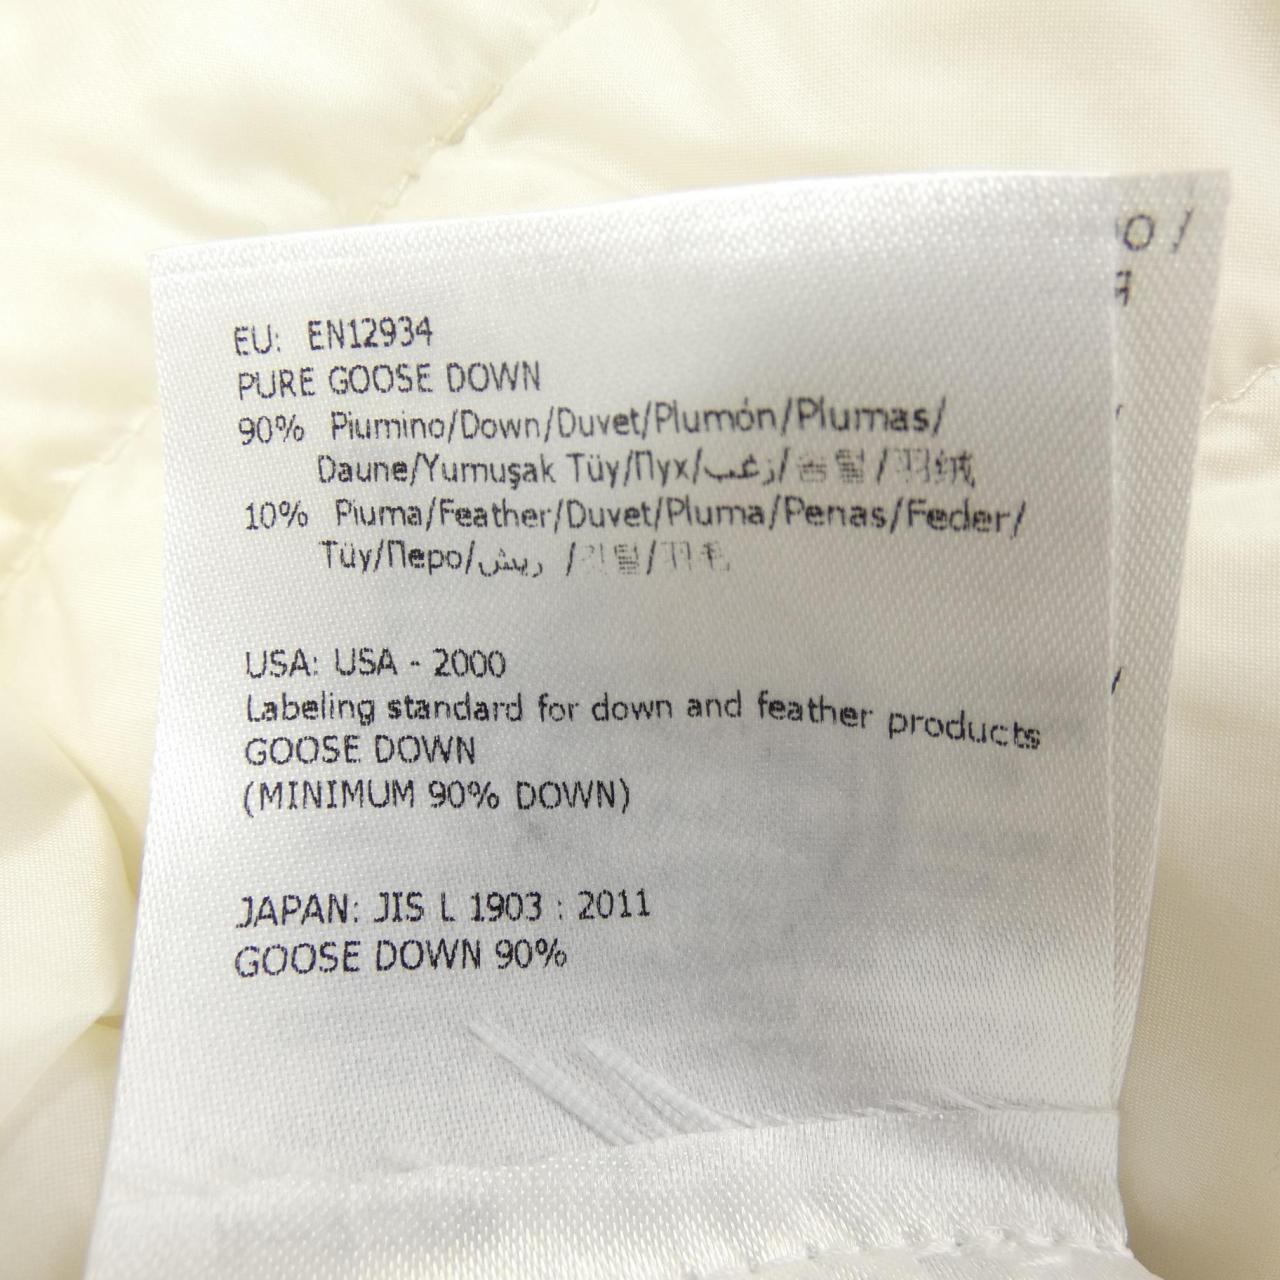 EU: EN12934
PURE GOOSE DOWN
90% Piumino/Down/Duvet/Plumón/Plumas/
Daune/Yumuşak Tüy/Пух/زغب/솜털/羽绒
10% Piuma/Feather/Duvet/Pluma/Penas/Feder/
Tüy/Перо/ريش /깃털/羽毛
USA: USA - 2000
Labeling standard for down and feather products
GOOSE DOWN
(MINIMUM 90% DOWN)
JAPAN: JIS L 1903 : 2011
GOOSE DOWN 90%